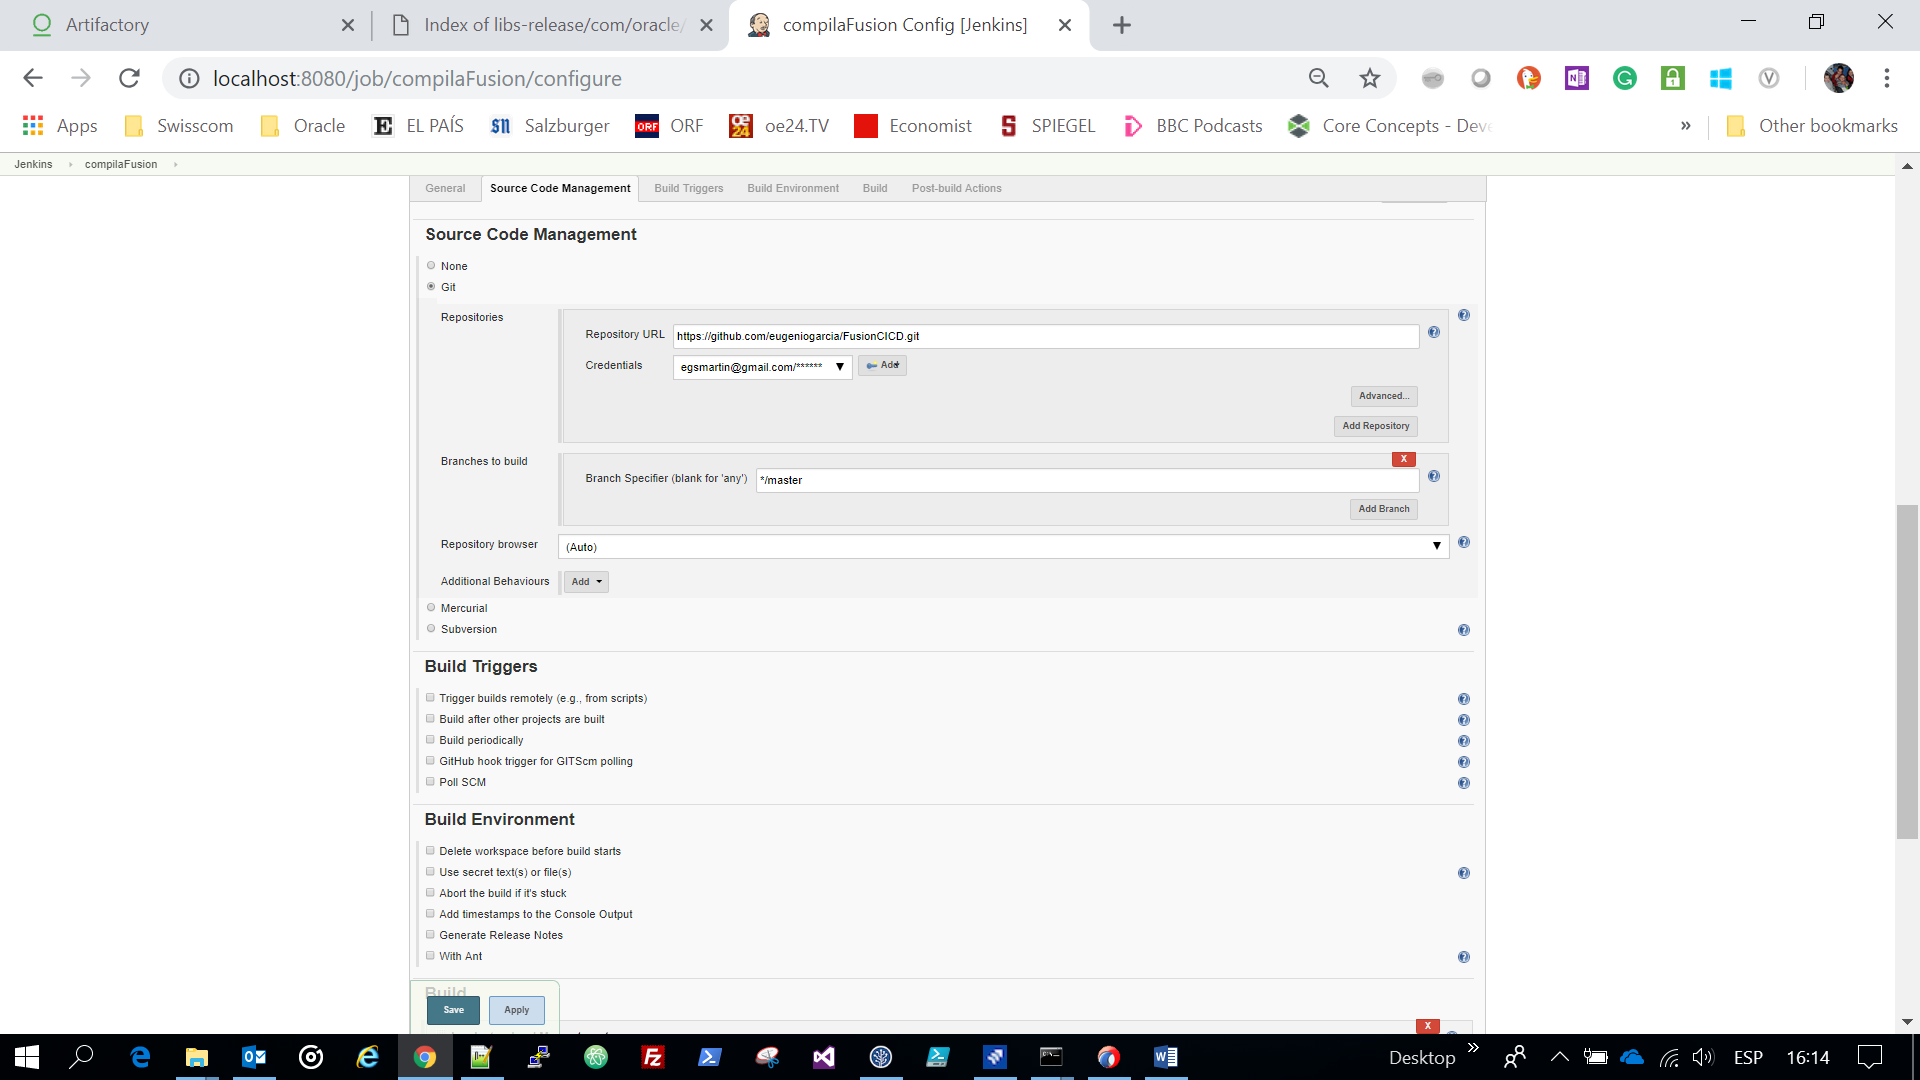 Artifactory
Index of libs-release/com/oracle/
compilaFusion Config [Jenkins]
localhost:8080/job/compilaFusion/configure
Apps
Swisscom
Oracle
EL PAÍS
Salzburger
ORF
oe24.TV
Economist
SPIEGEL
BBC Podcasts
Core Concepts - Deve
»
Other bookmarks
Jenkins
compilaFusion
General
Source Code Management
Build Triggers
Build Environment
Build
Post-build Actions
Source Code Management
None
Git
Repositories
Repository URL
https://github.com/eugeniogarcia/FusionCICD.git
Credentials
egsmartin@gmail.com/******
Add
Advanced...
Add Repository
Branches to build
X
Branch Specifier (blank for 'any')
*/master
Add Branch
Repository browser
(Auto)
Additional Behaviours
Add
Mercurial
Subversion
Build Triggers
Trigger builds remotely (e.g., from scripts)
Build after other projects are built
Build periodically
GitHub hook trigger for GITScm polling
Poll SCM
Build Environment
Delete workspace before build starts
Use secret text(s) or file(s)
Abort the build if it's stuck
Add timestamps to the Console Output
Generate Release Notes
With Ant
Build
Save
Apply
X
Desktop
»
ESP
16:14